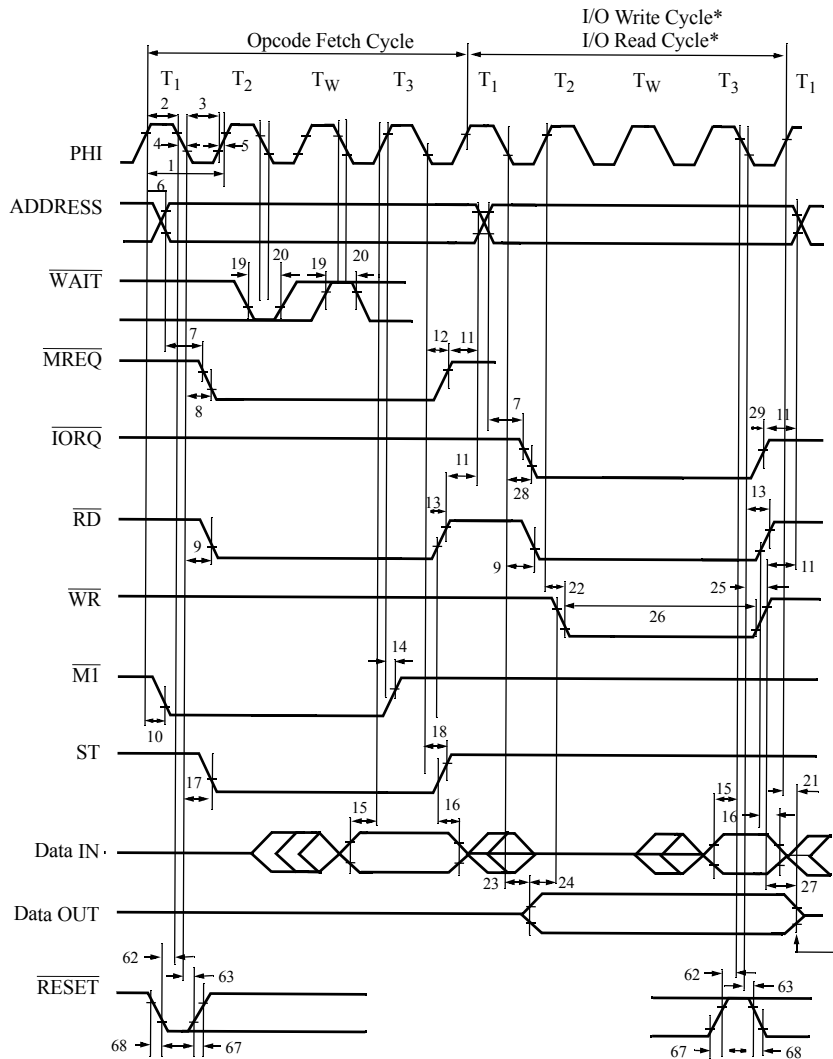 I/O Write Cycle*
Opcode Fetch Cycle I/O Read Cycle*
T1 T2 TW T3 T1 T2 TW T3 T1
2 3
PHI 4 5
1
6
ADDRESS
19 20 19 20
WAIT
7 12 11
MREQ
8 7 29 11
IORQ
11 28
13 13
RD
9 9 11
22 25
WR 26
14
M1
10 18
ST
17 21
15 16 15 16
Data IN
23 24 27
Data OUT
62 63 62 63
RESET
68 67 67 68